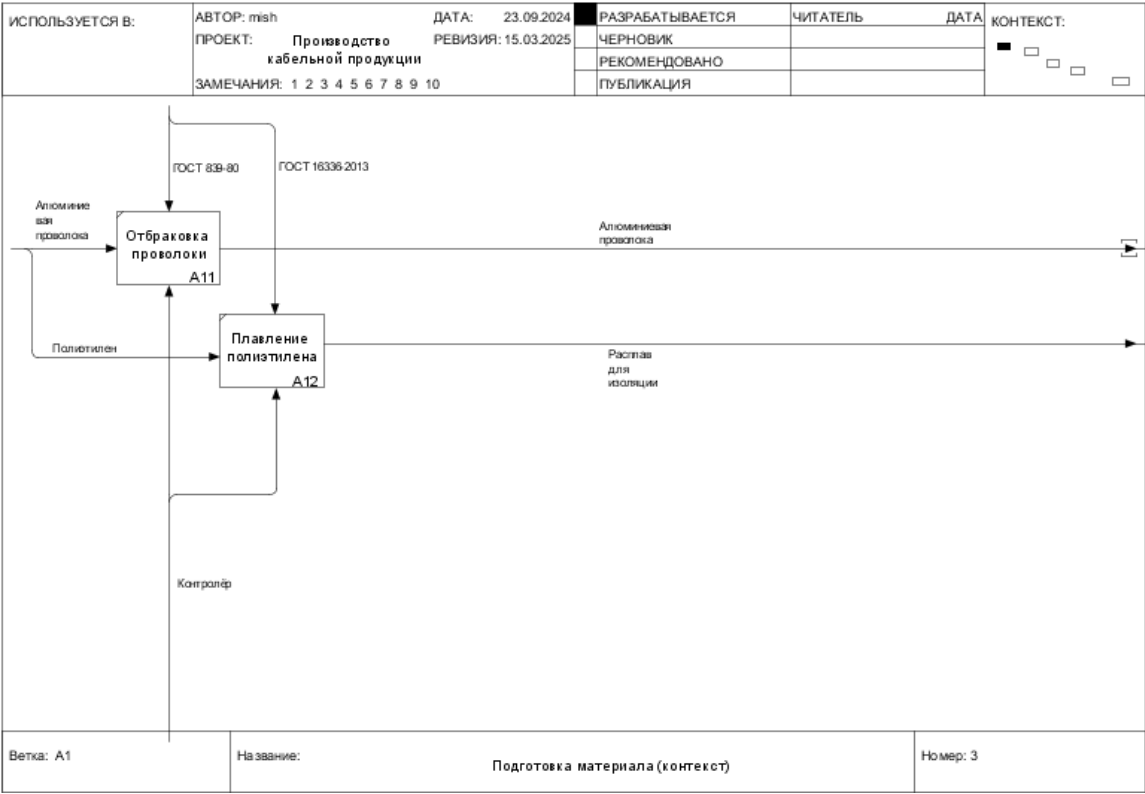 ИСПОЛЬЗУЕТСЯ В:
АВТОР: mish
ДАТА: 23.09.2024
ПРОЕКТ: Производство кабельной продукции
РЕВИЗИЯ: 15.03.2025
ЗАМЕЧАНИЯ: 1 2 3 4 5 6 7 8 9 10
РАЗРАБАТЫВАЕТСЯ
ЧЕРНОВИК
РЕКОМЕНДОВАНО
ПУБЛИКАЦИЯ
ЧИТАТЕЛЬ
ДАТА
КОНТЕКСТ:
ГОСТ 839-80
ГОСТ 16336-2013
Алюминие
вая
проволока
Отбраковка
проволоки
A11
Алюминиевая
проволока
Полиэтилен
Плавление
полиэтилена
A12
Расплав
для
изоляции
Контролёр
Ветка: A1
Название:
Подготовка материала (контекст)
Номер: 3